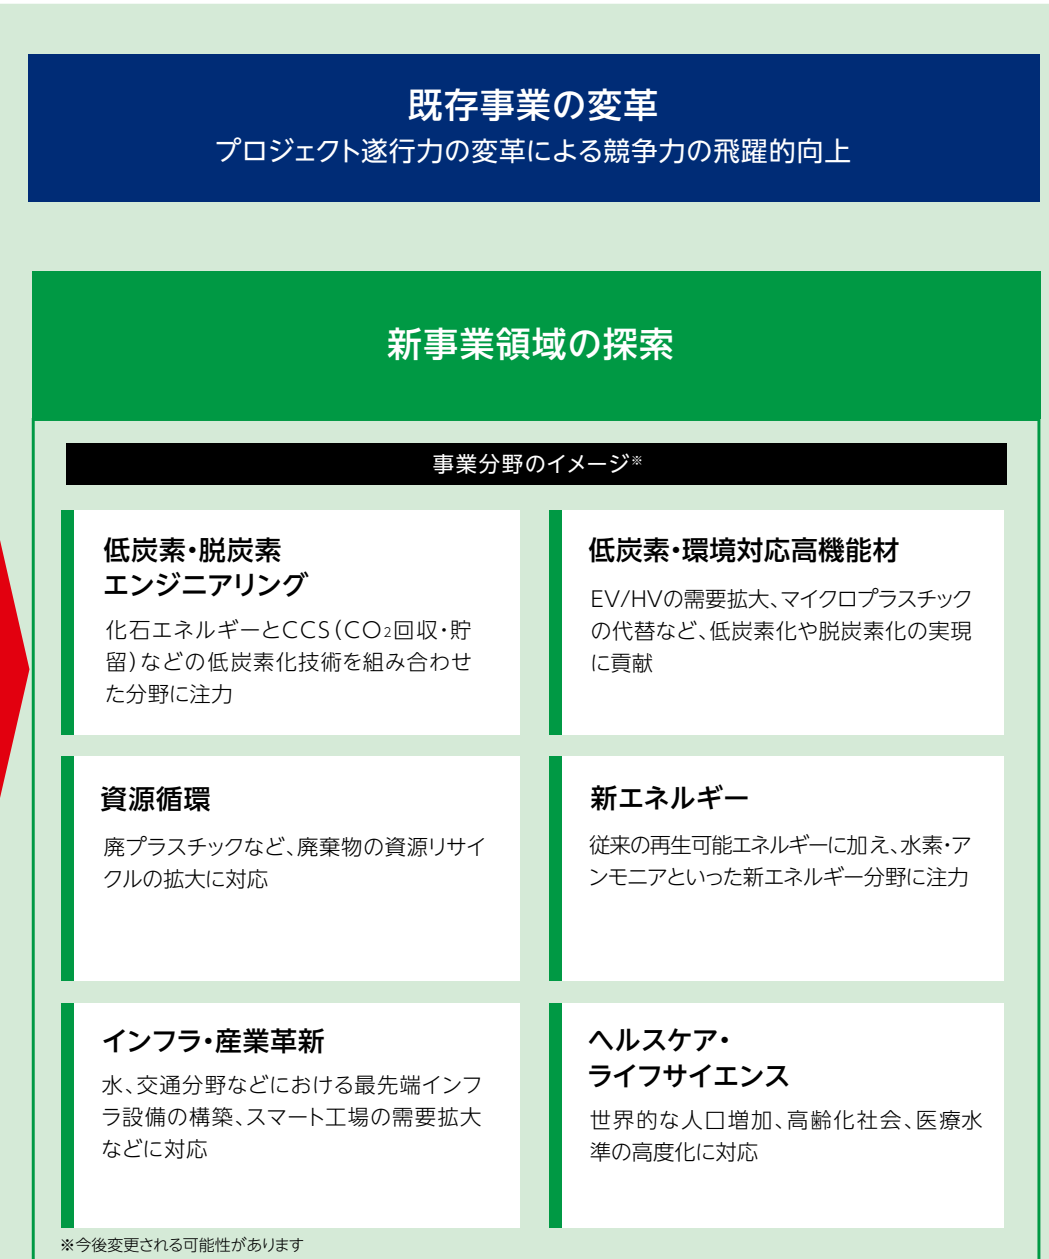 既存事業の変革
プロジェクト遂行力の変革による競争力の飛躍的向上
新事業領域の探索
事業分野のイメージ※
低炭素・脱炭素
エンジニアリング
化石エネルギーとCCS（CO₂回収・貯
留）などの低炭素化技術を組み合わせ
た分野に注力
低炭素・環境対応高機能材
EV/HVの需要拡大、マイクロプラスチック
の代替など、低炭素化や脱炭素化の実現
に貢献
資源循環
廃プラスチックなど、廃棄物の資源リサイ
クルの拡大に対応
新エネルギー
従来の再生可能エネルギーに加え、水素・ア
ンモニアといった新エネルギー分野に注力
インフラ・産業革新
水、交通分野などにおける最先端インフ
ラ設備の構築、スマート工場の需要拡大
などに対応
ヘルスケア・
ライフサイエンス
世界的な人口増加、高齢化社会、医療水
準の高度化に対応
※今後変更される可能性があります